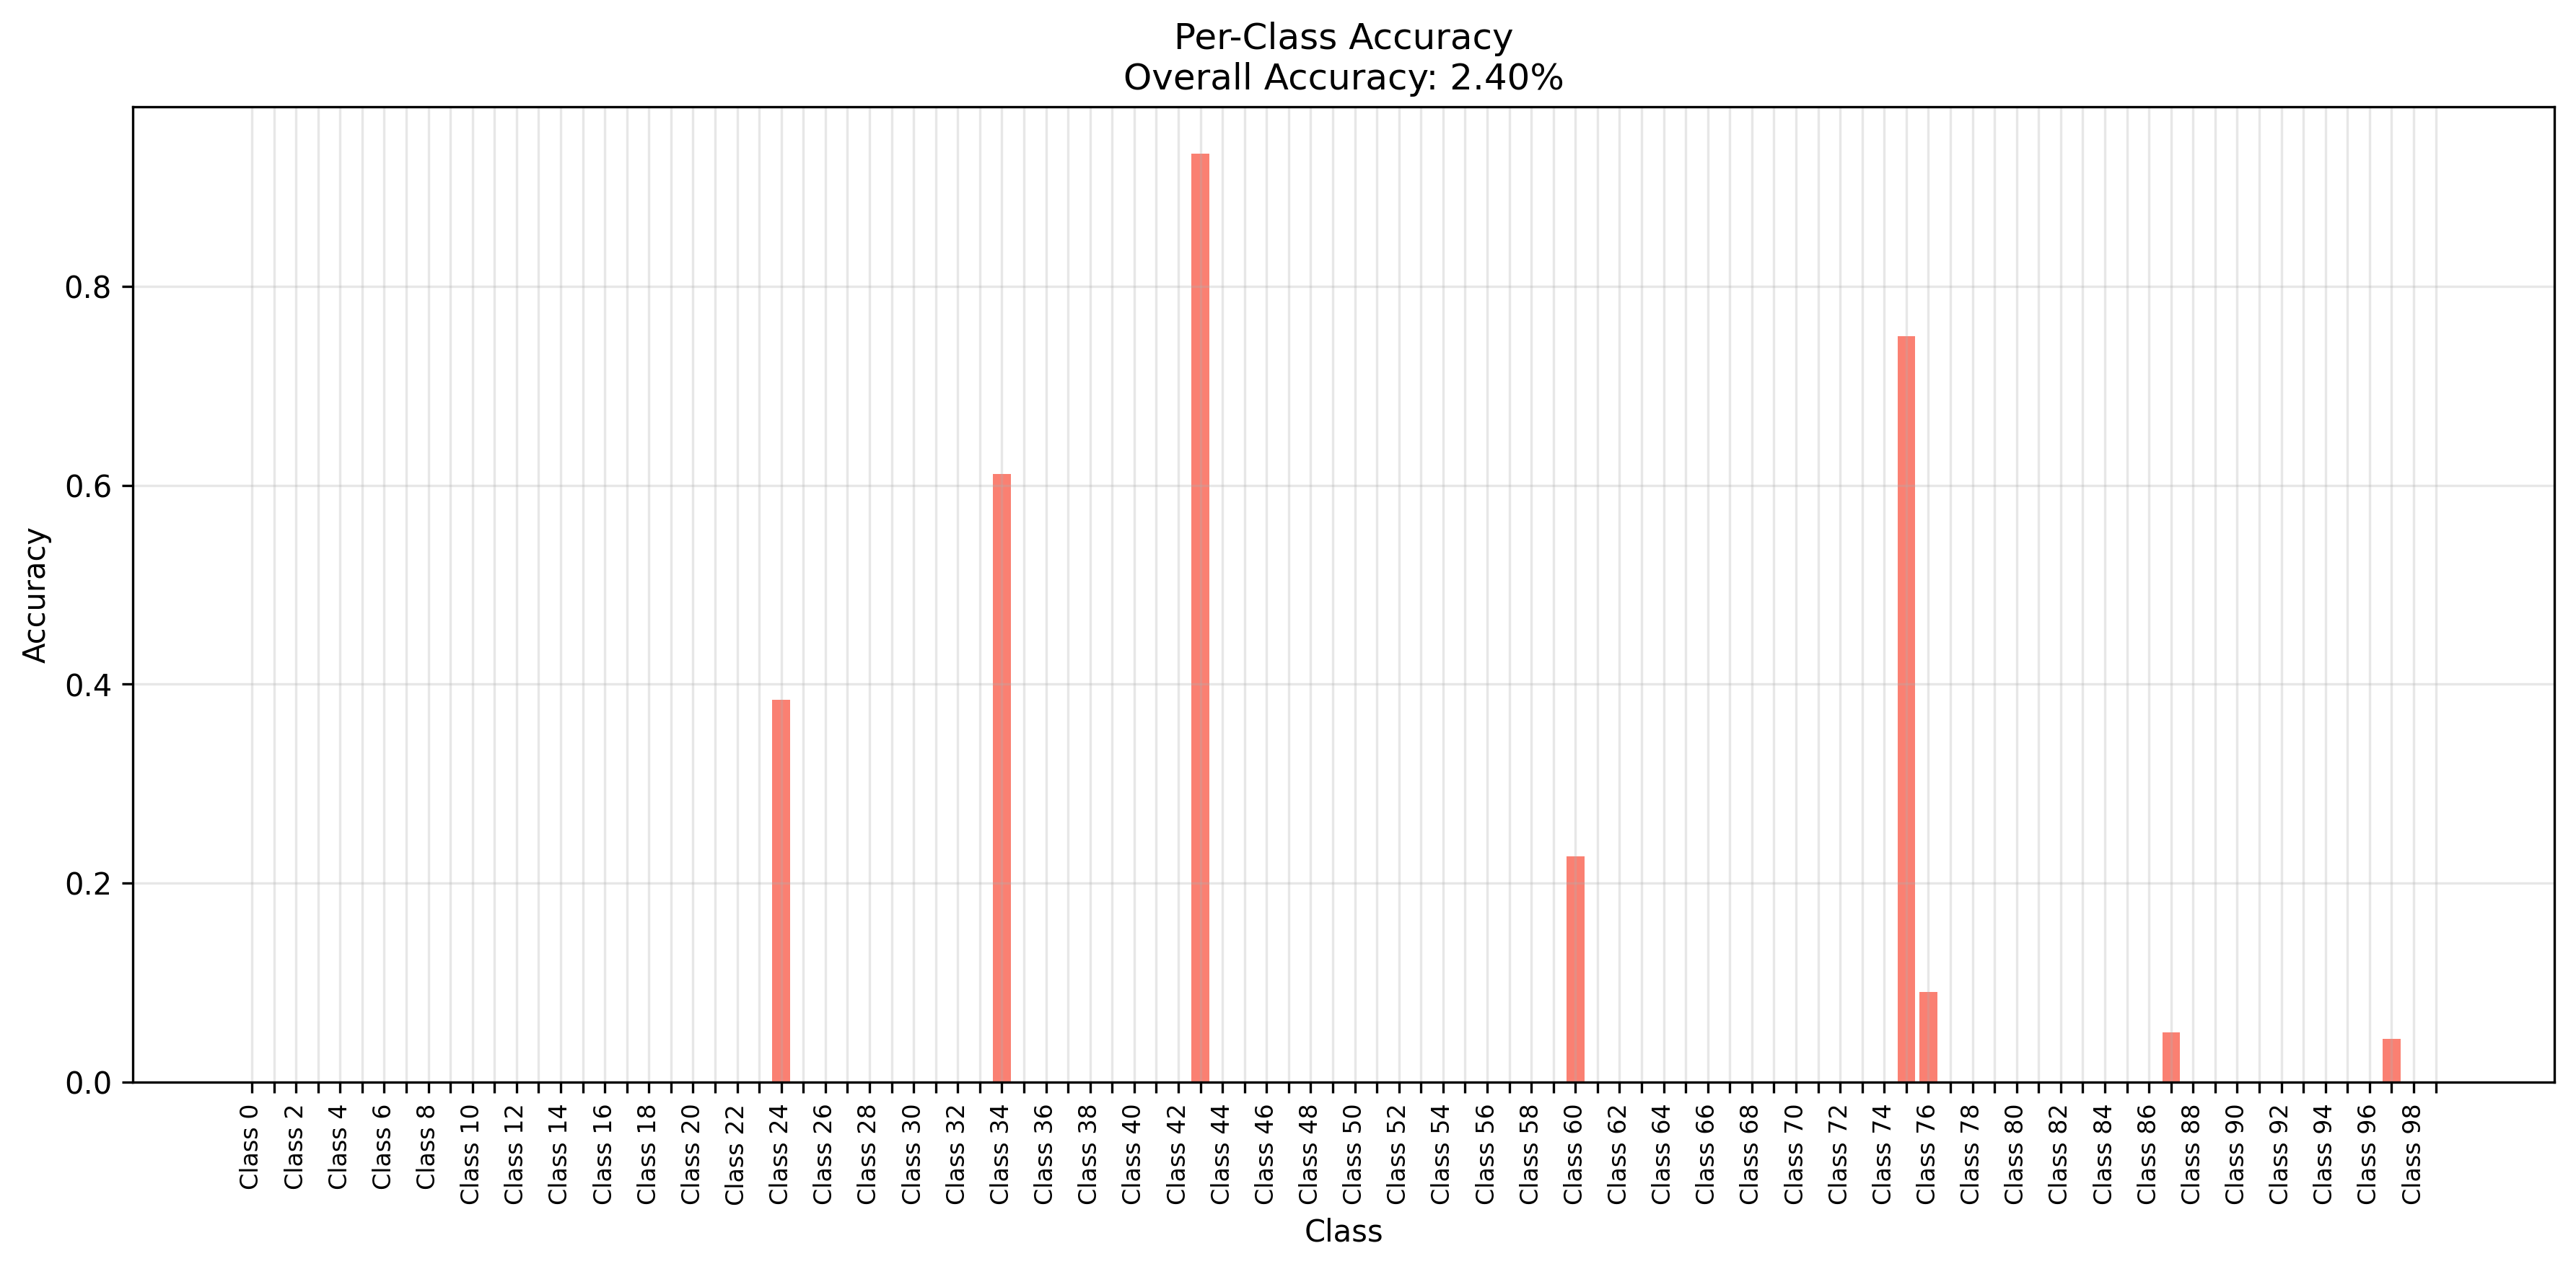 Per-Class Accuracy
Overall Accuracy: 2.40%
Accuracy
0.8
0.6
0.4
0.2
0.0
Class 0
Class 2
Class 4
Class 6
Class 8
Class 10
Class 12
Class 14
Class 16
Class 18
Class 20
Class 22
Class 24
Class 26
Class 28
Class 30
Class 32
Class 34
Class 36
Class 38
Class 40
Class 42
Class 44
Class 46
Class 48
Class 50
Class 52
Class 54
Class 56
Class 58
Class 60
Class 62
Class 64
Class 66
Class 68
Class 70
Class 72
Class 74
Class 76
Class 78
Class 80
Class 82
Class 84
Class 86
Class 88
Class 90
Class 92
Class 94
Class 96
Class 98
Class